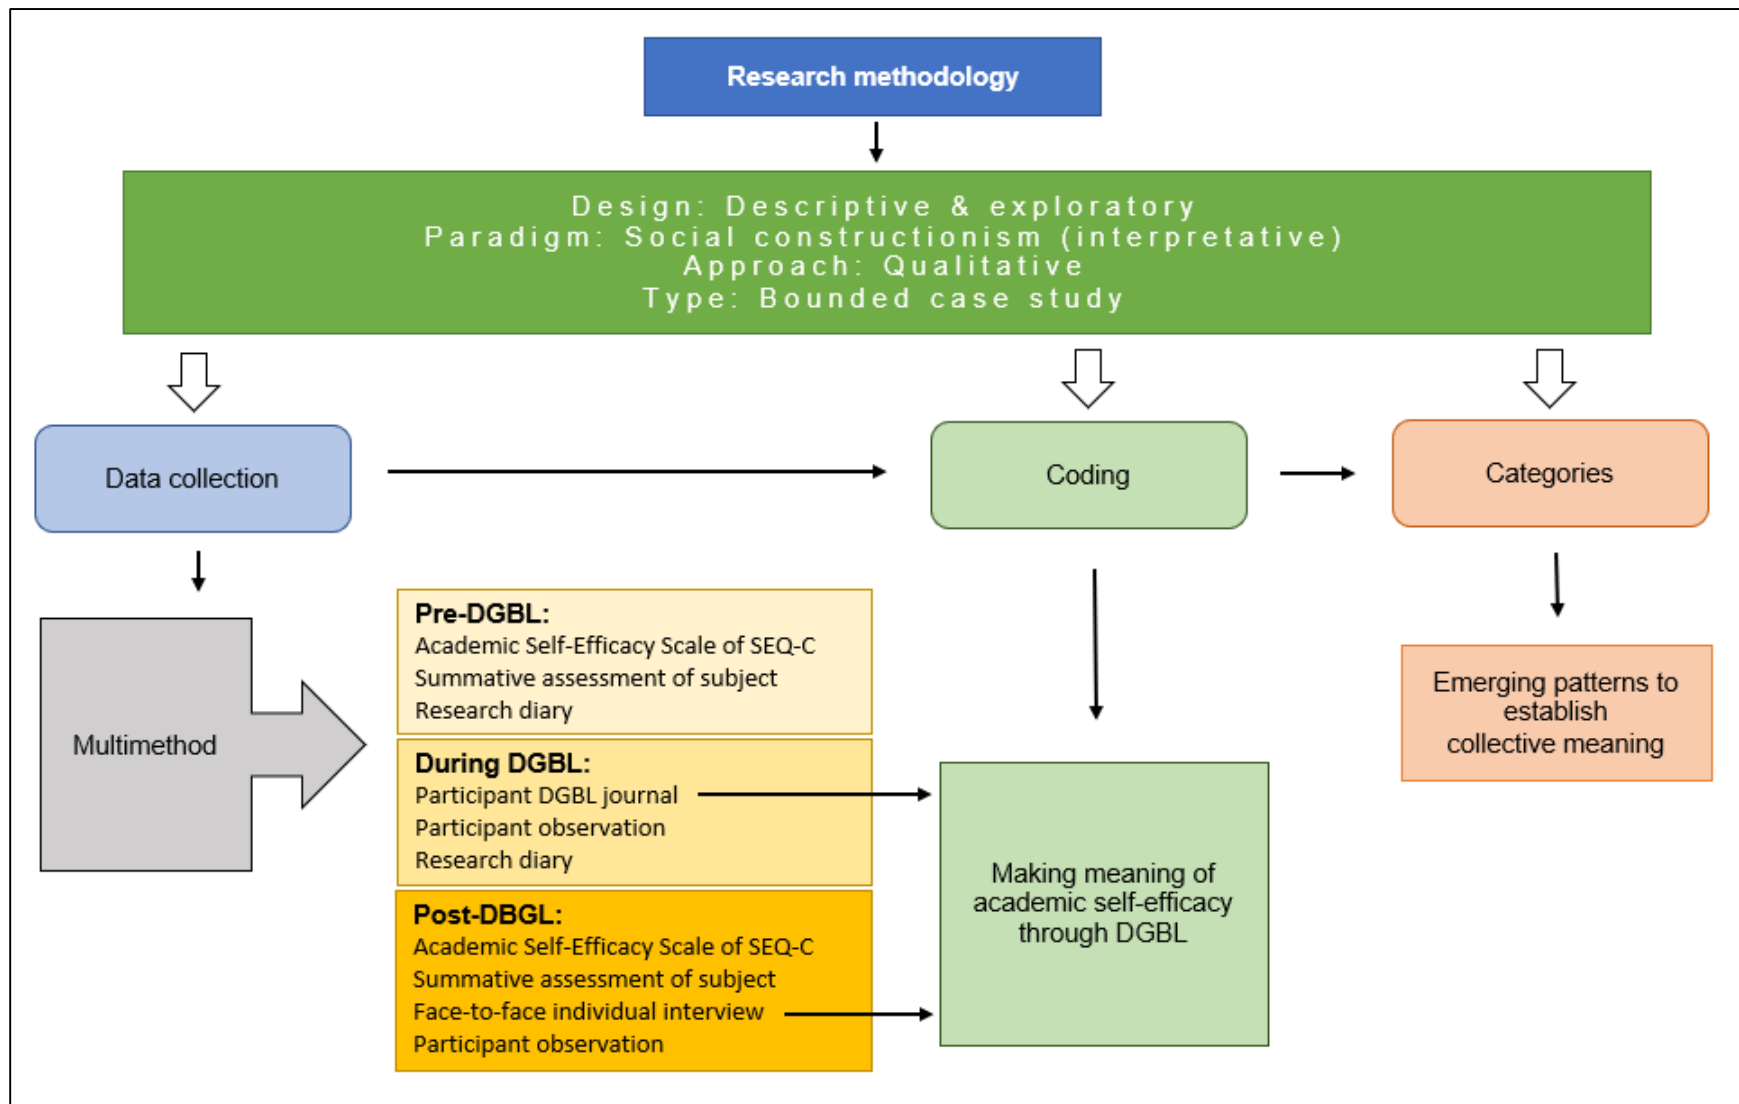 Research methodology
Design: Descriptive & exploratory
Paradigm: Social constructionism (interpretative)
Approach: Qualitative
Type: Bounded case study
Data collection
Coding
Categories
Multimethod
Pre-DGBL:
Academic Self-Efficacy Scale of SEQ-C
Summative assessment of subject
Research diary
During DGBL:
Participant DGBL journal
Participant observation
Research diary
Post-DBGL:
Academic Self-Efficacy Scale of SEQ-C
Summative assessment of subject
Face-to-face individual interview
Participant observation
Making meaning of
academic self-efficacy
through DGBL
Emerging patterns to
establish
collective meaning